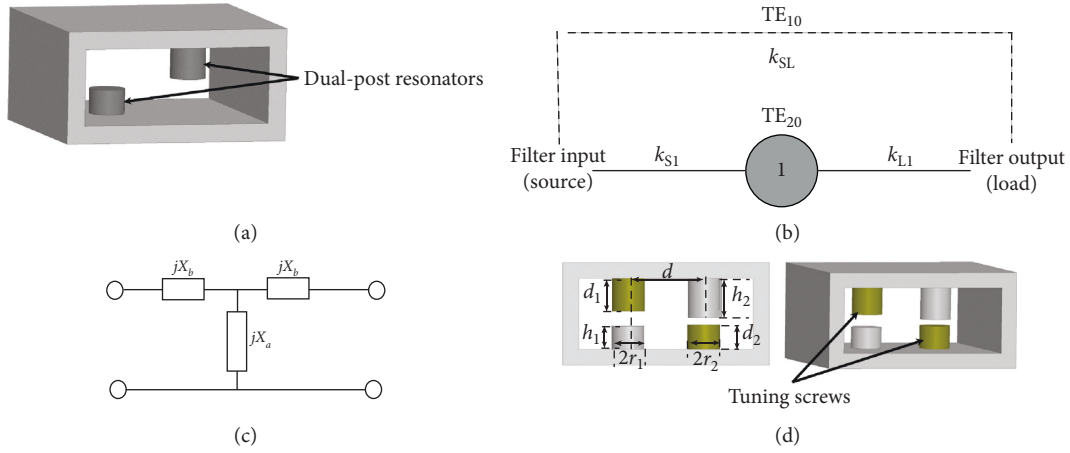 Dual-post resonators
(a)
TE10
kSL
TE20
Filter input
(source)
kS1
1
kL1
Filter output
(load)
(b)
jXb
jXb
jXa
(c)
d
d1
h2
h1
d2
2r1
2r2
Tuning screws
(d)